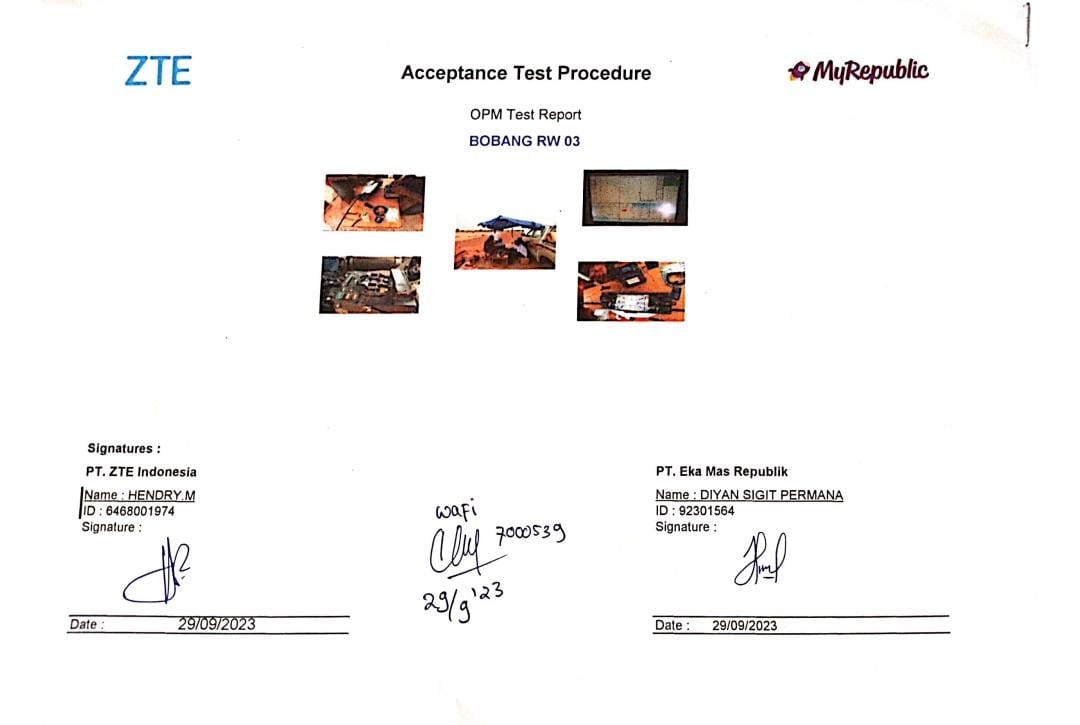 ZTE
Acceptance Test Procedure
MyRepublic
OPM Test Report
BOBANG RW 03
Signatures :
PT. ZTE Indonesia
Name : HENDRY.M
ID : 6468001974
Signature :
Date : 29/09/2023
wafi
7000539
29/9 '23
PT. Eka Mas Republik
Name : DIYAN SIGIT PERMANA
ID : 92301564
Signature :
Date : 29/09/2023